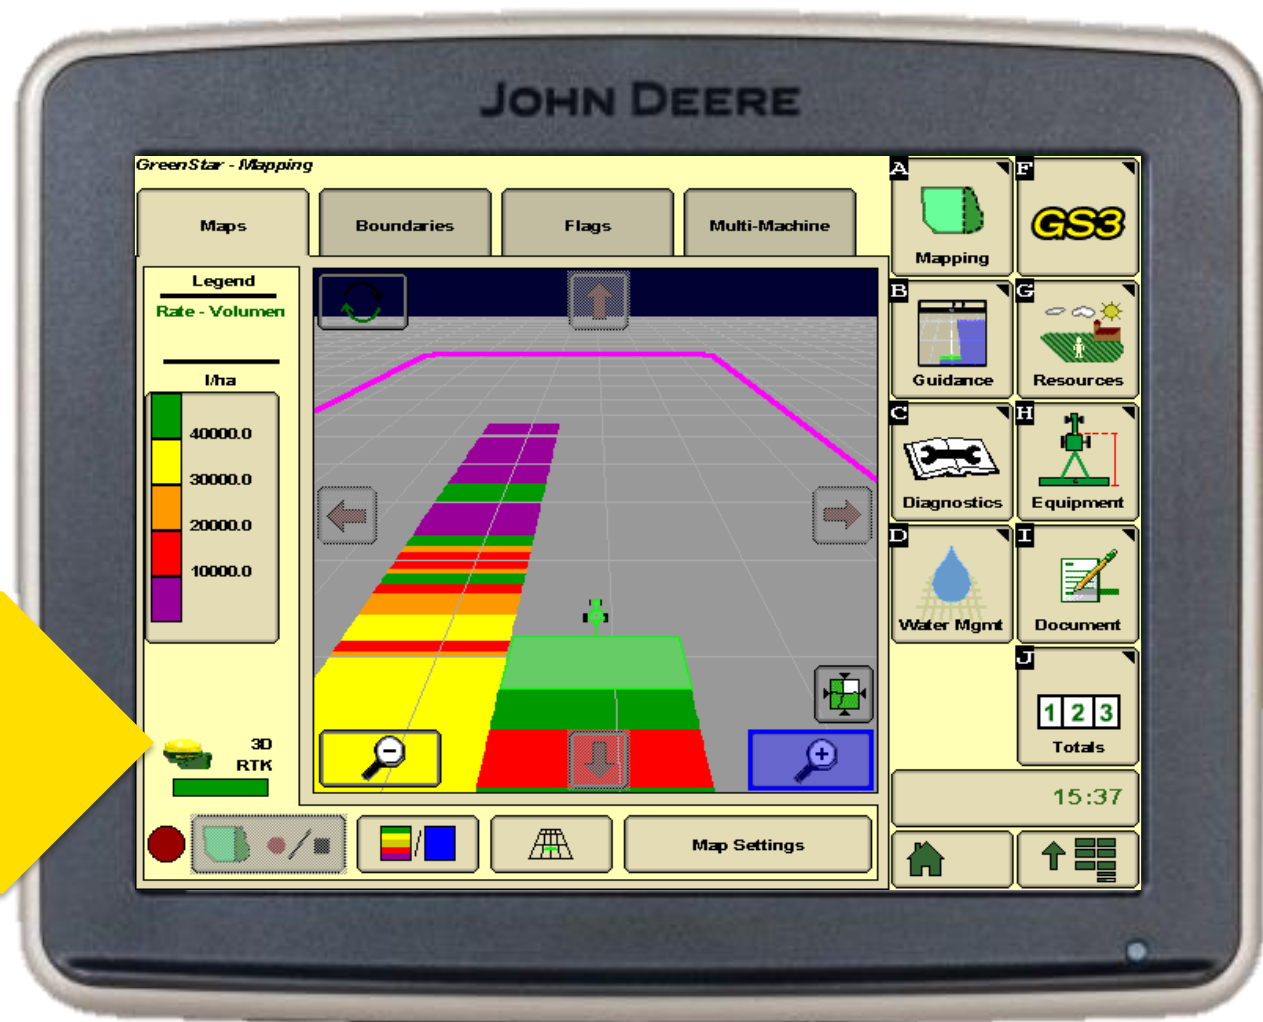 JOHN DEERE
GreenStar - Mapping
Maps
Boundaries
Flags
Multi-Machine
Legend
Rate - Volumen
l/ha
40000.0
30000.0
20000.0
10000.0
3D
RTK
Map Settings
A
Mapping
F
GS3
B
Guidance
G
Resources
C
Diagnostics
H
Equipment
D
Water Mgmt
I
Document
J
1 2 3
Totals
15:37